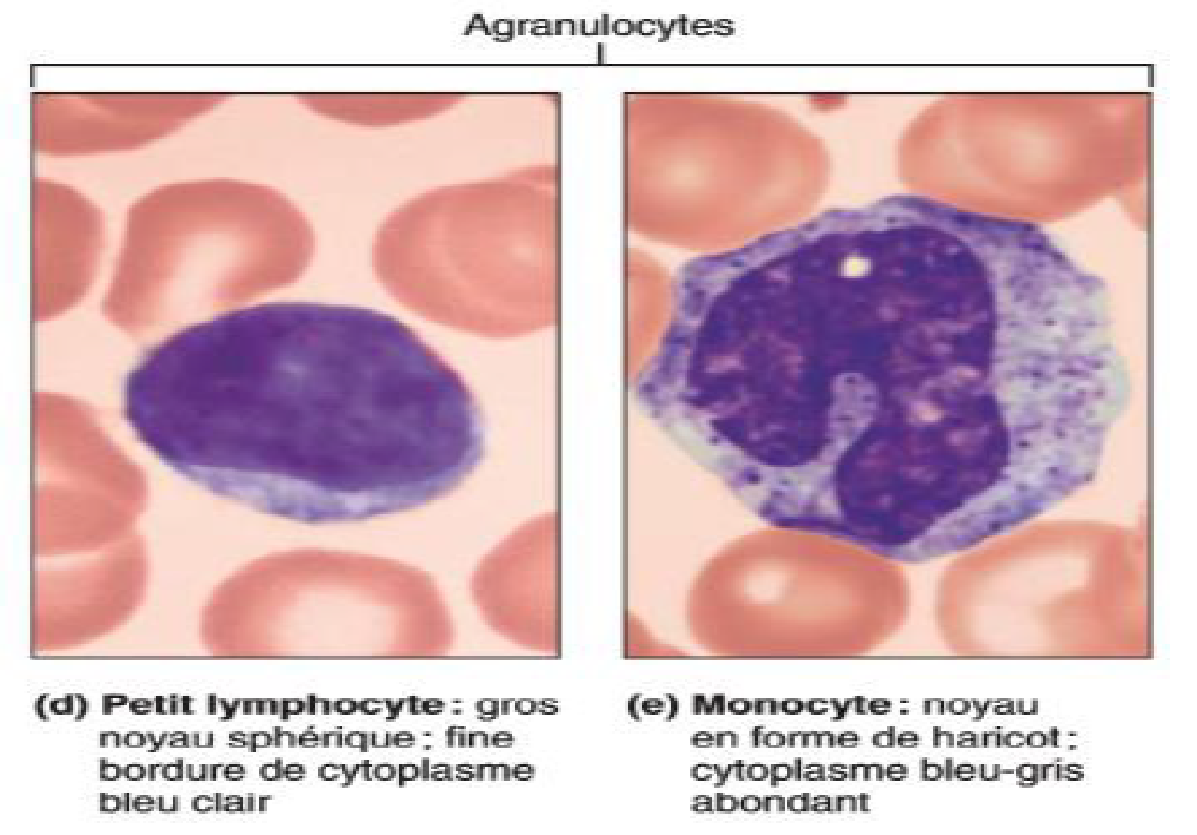 Agranulocytes
(d) Petit lymphocyte : gros
noyau sphérique ; fine
bordure de cytoplasme
bleu clair
(e) Monocyte : noyau
en forme de haricot ;
cytoplasme bleu-gris
abondant